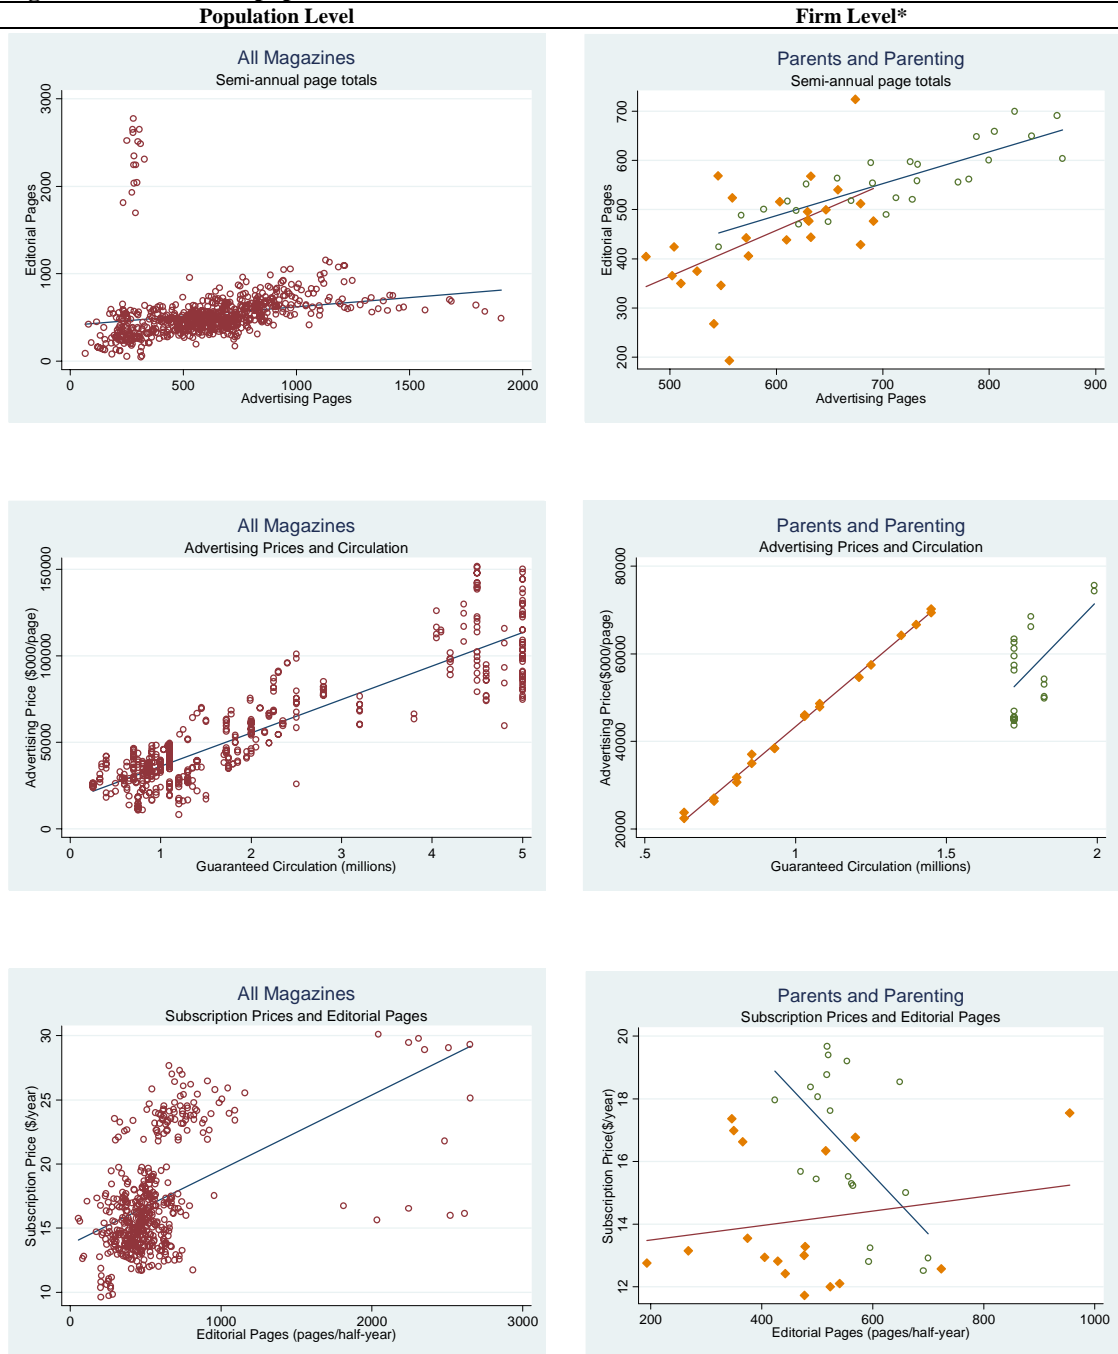 Population Level
Firm Level*
All Magazines
Semi-annual page totals
Editorial Pages
3000
2000
1000
0
0 500 1000 1500 2000
Advertising Pages
Parents and Parenting
Semi-annual page totals
Editorial Pages
700
600
500
400
300
200
500 600 700 800 900
Advertising Pages
All Magazines
Advertising Prices and Circulation
Advertising Price ($000/page)
150000
100000
50000
0
0 1 2 3 4 5
Guaranteed Circulation (millions)
Parents and Parenting
Advertising Prices and Circulation
Advertising Price($000/page)
80000
60000
40000
20000
.5 1 1.5 2
Guaranteed Circulation (millions)
All Magazines
Subscription Prices and Editorial Pages
Subscription Price ($/year)
30
25
20
15
10
0 1000 2000 3000
Editorial Pages (pages/half-year)
Parents and Parenting
Subscription Prices and Editorial Pages
Subscription Price($/year)
20
18
16
14
12
200 400 600 800 1000
Editorial Pages (pages/half-year)